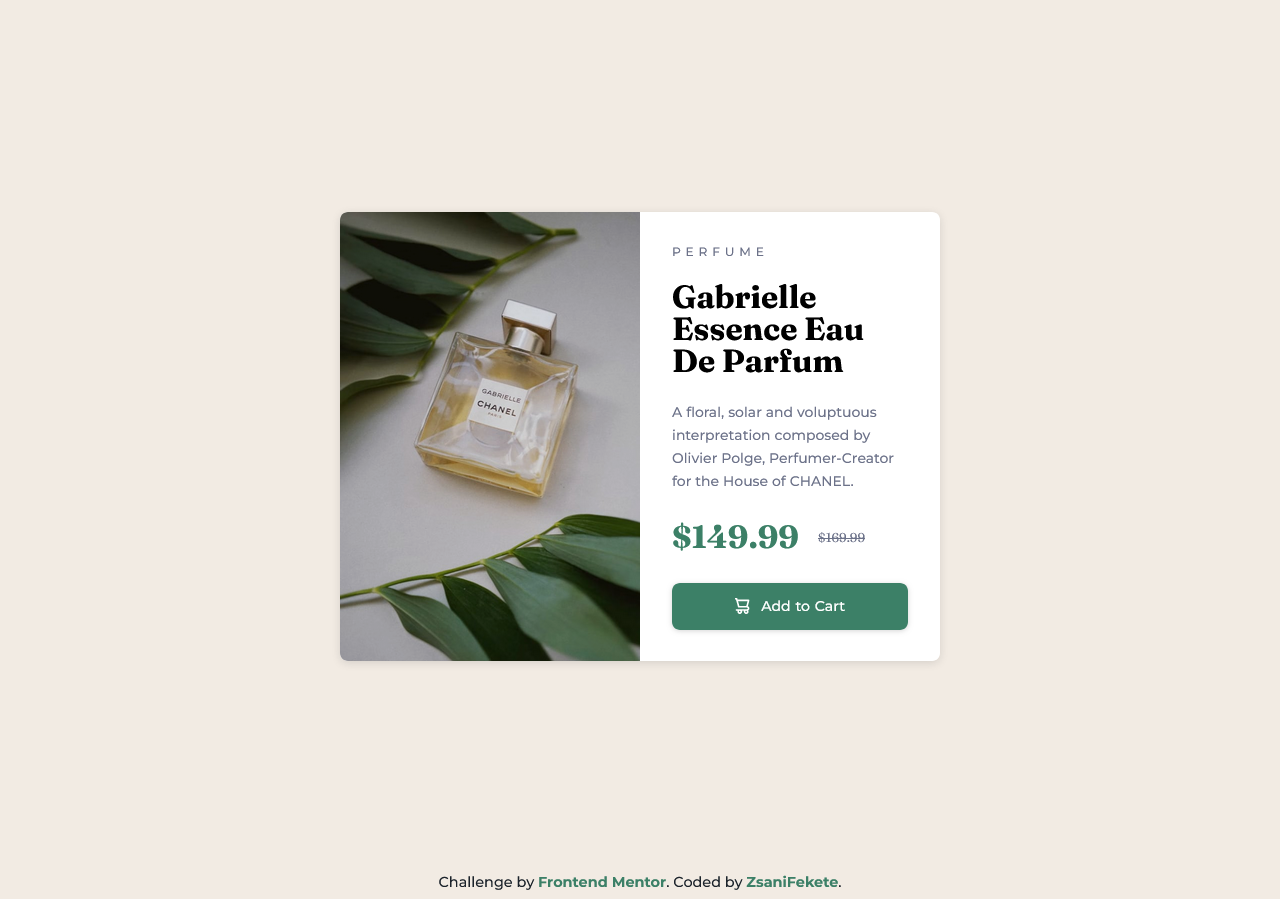 GABRIELLE
CHANEL
PARIS
PERFUME
Gabrielle
Essence Eau
De Parfum
A floral, solar and voluptuous
interpretation composed by
Olivier Polge, Perfumer-Creator
for the House of CHANEL.
$149.99 $169.99
Add to Cart
Challenge by Frontend Mentor. Coded by ZsaniFekete.